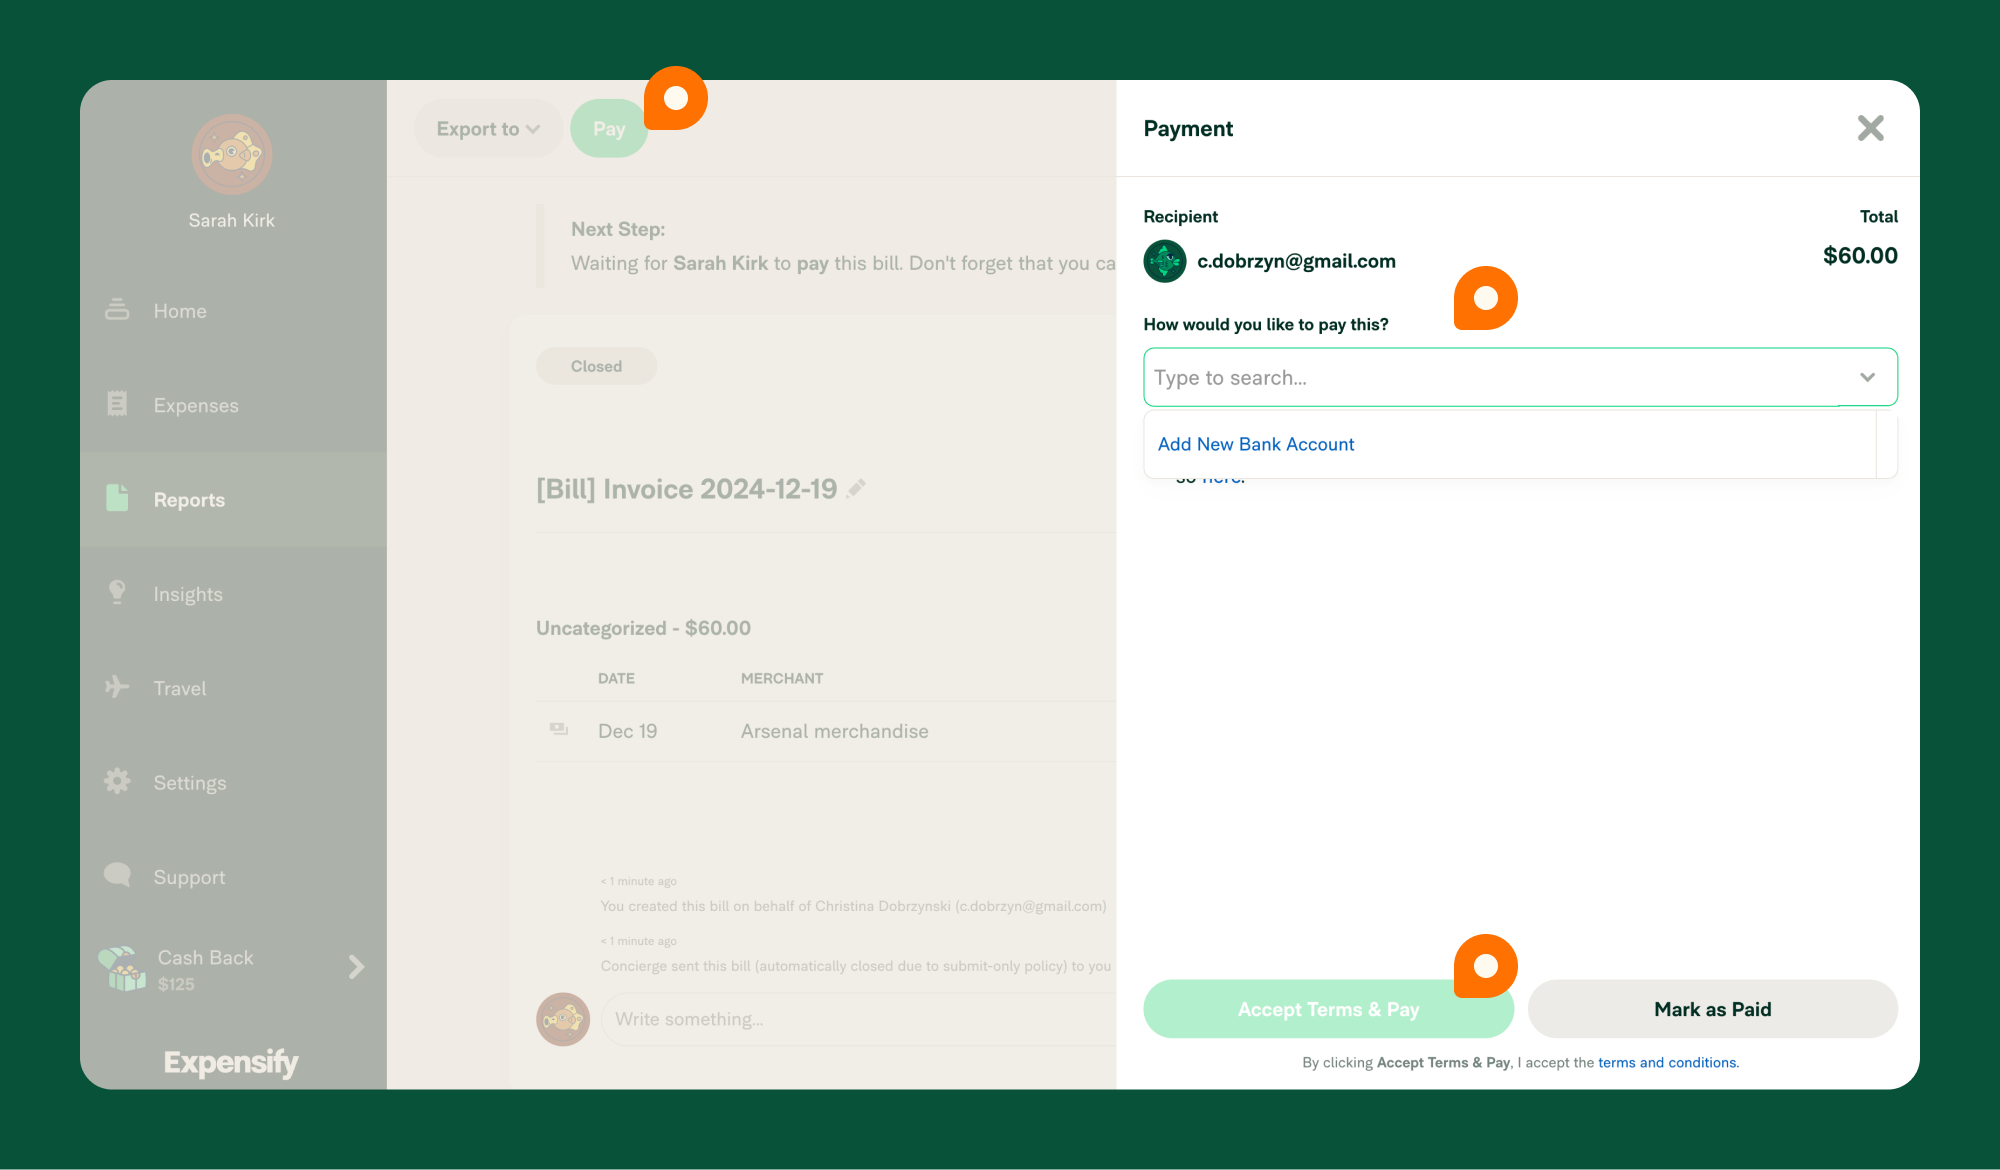 Sarah Kirk
Home
Expenses
Reports
Insights
Travel
Settings
Support
Cash Back
$125
Expensify
Export to
Pay
Next Step:
Waiting for Sarah Kirk to pay this bill. Don't forget that you ca
Closed
[Bill] Invoice 2024-12-19
Uncategorized - $60.00
DATE MERCHANT
Dec 19 Arsenal merchandise
< 1 minute ago
You created this bill on behalf of Christina Dobrzynski (c.dobrzyn@gmail.com)
< 1 minute ago
Concierge sent this bill (automatically closed due to submit-only policy) to you
Write something...
Payment
Recipient Total
c.dobrzyn@gmail.com $60.00
How would you like to pay this?
Type to search...
Add New Bank Account
so here.
Accept Terms & Pay Mark as Paid
By clicking Accept Terms & Pay, I accept the terms and conditions.